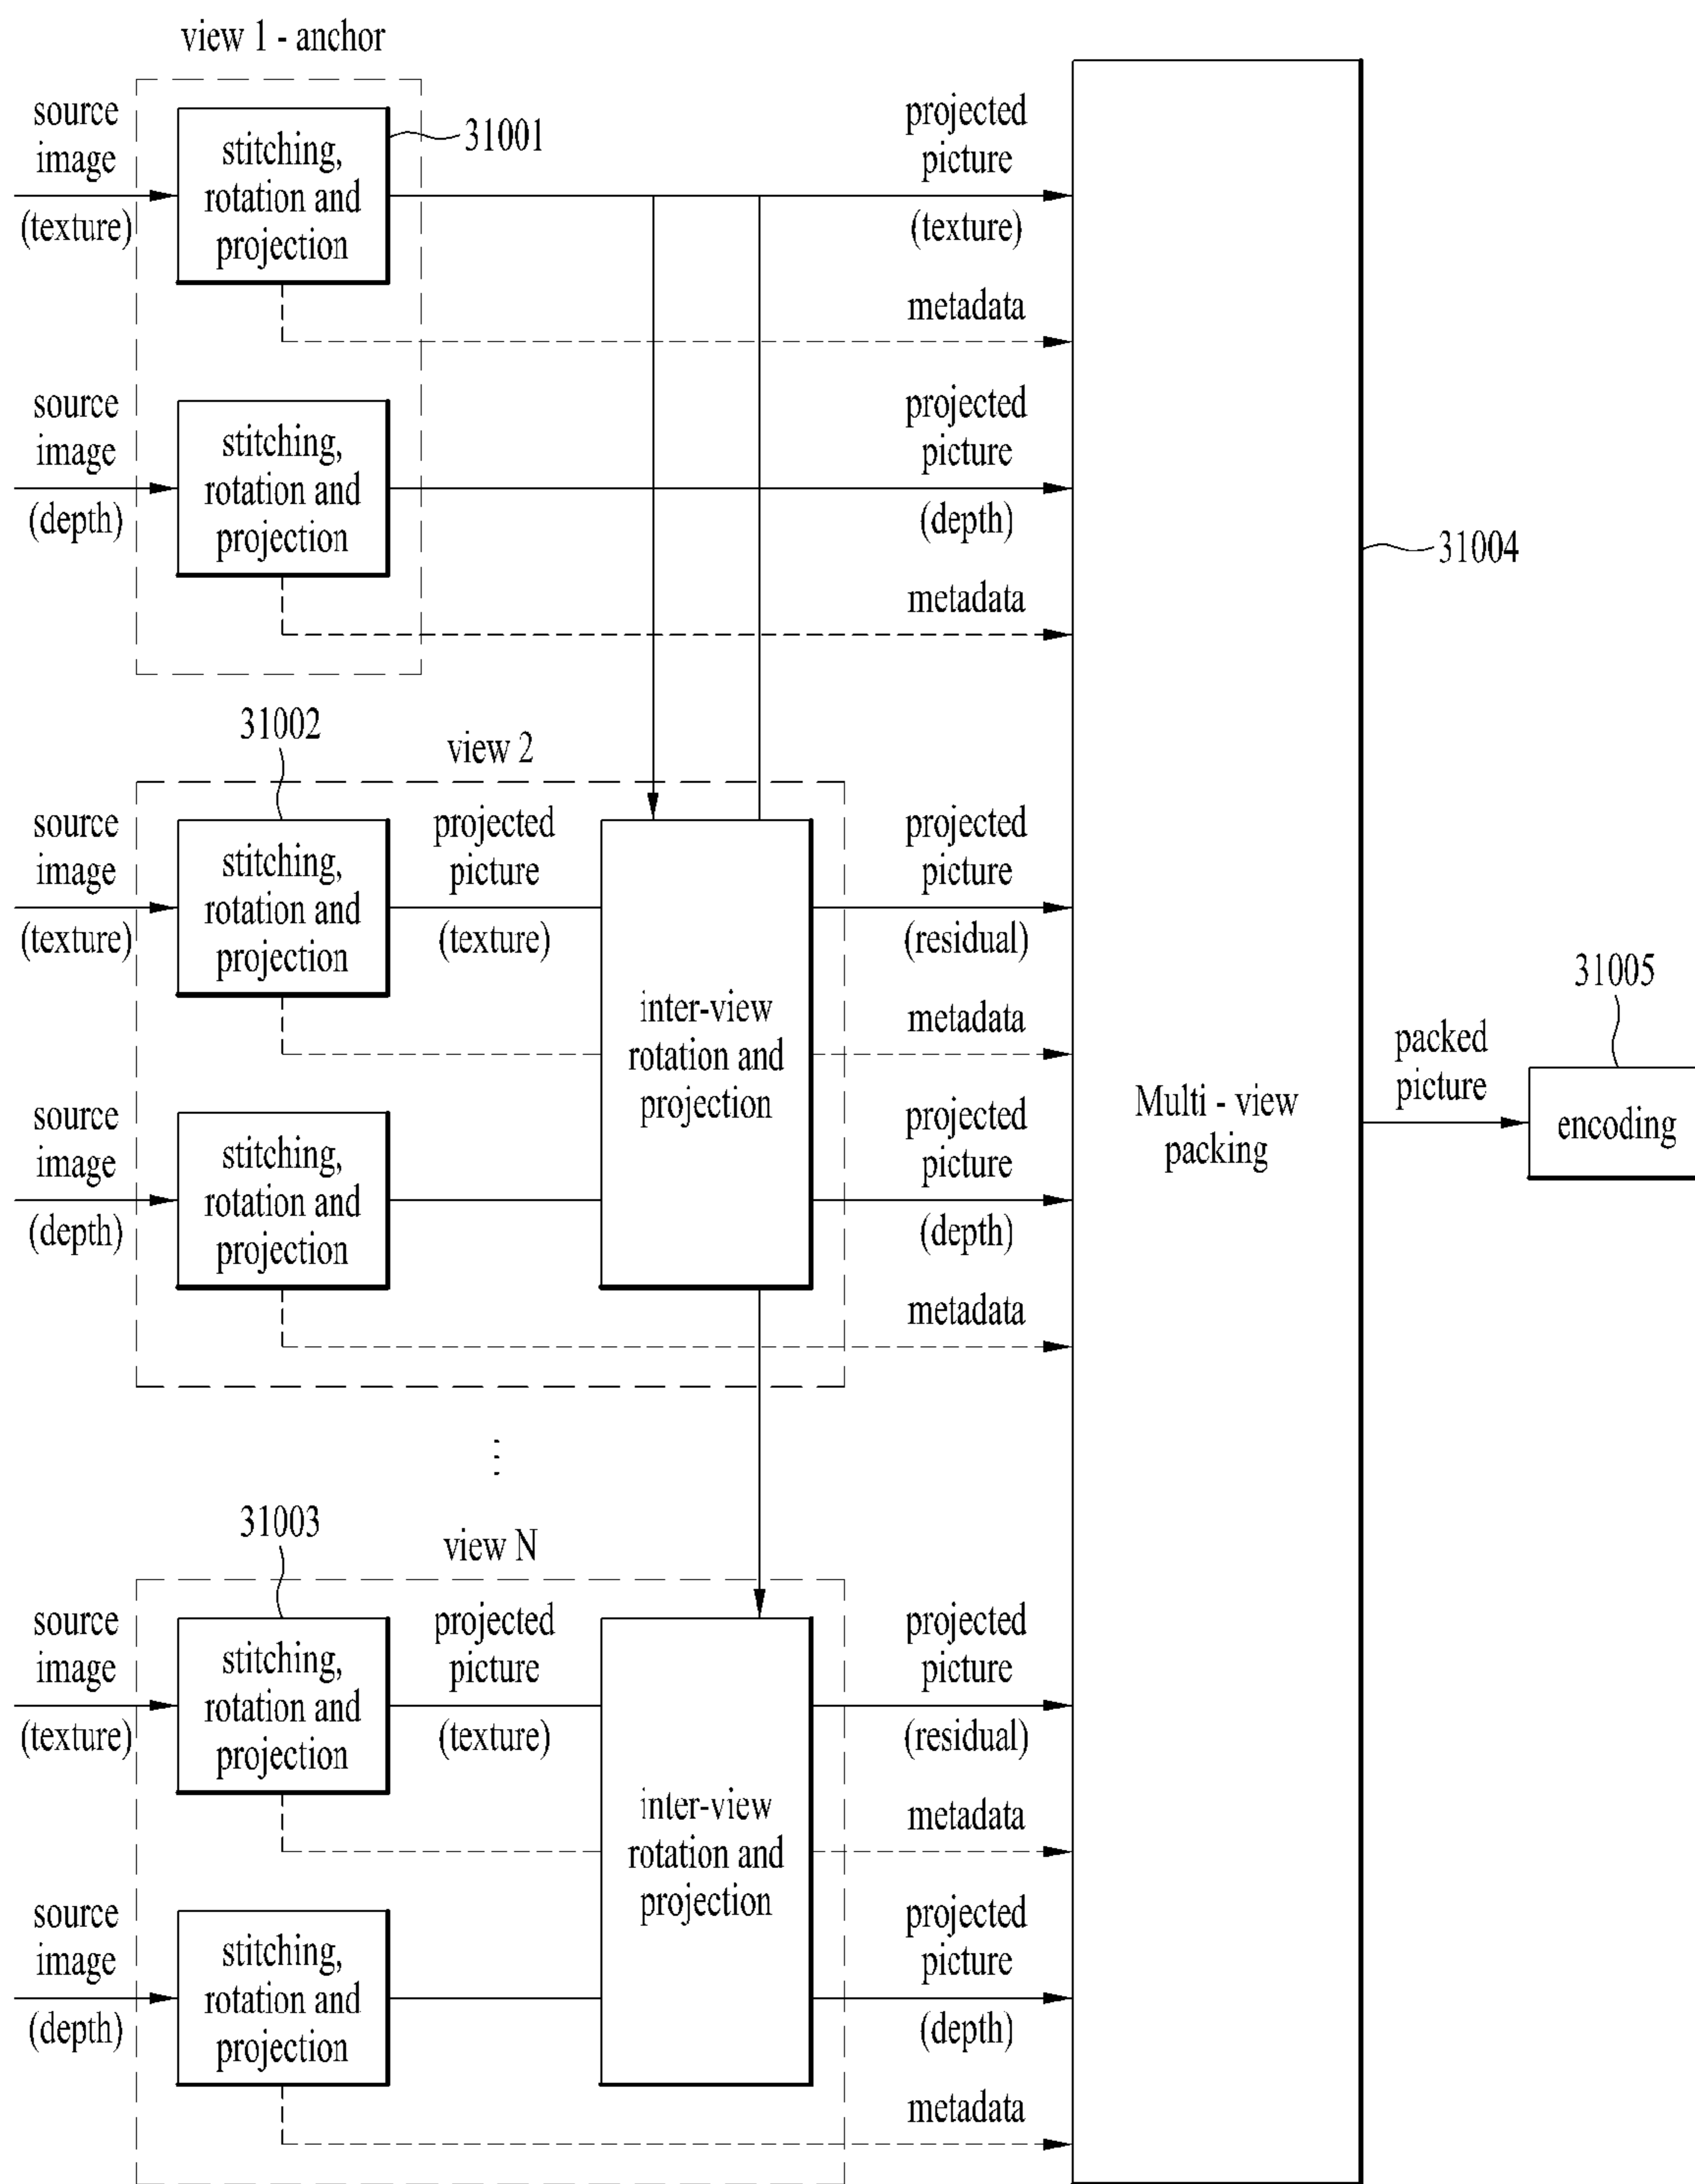 view 1 - anchor
source
image
(texture)
stitching,
rotation and
projection
31001
projected
picture
(texture)
metadata
source
image
(depth)
stitching,
rotation and
projection
projected
picture
(depth)
metadata
31004
31002
view 2
source
image
(texture)
stitching,
rotation and
projection
projected
picture
(texture)
inter-view
rotation and
projection
projected
picture
(residual)
metadata
source
image
(depth)
stitching,
rotation and
projection
projected
picture
(depth)
metadata
Multi - view
packing
packed
picture
31005
encoding
31003
view N
source
image
(texture)
stitching,
rotation and
projection
projected
picture
(texture)
inter-view
rotation and
projection
projected
picture
(residual)
metadata
source
image
(depth)
stitching,
rotation and
projection
projected
picture
(depth)
metadata